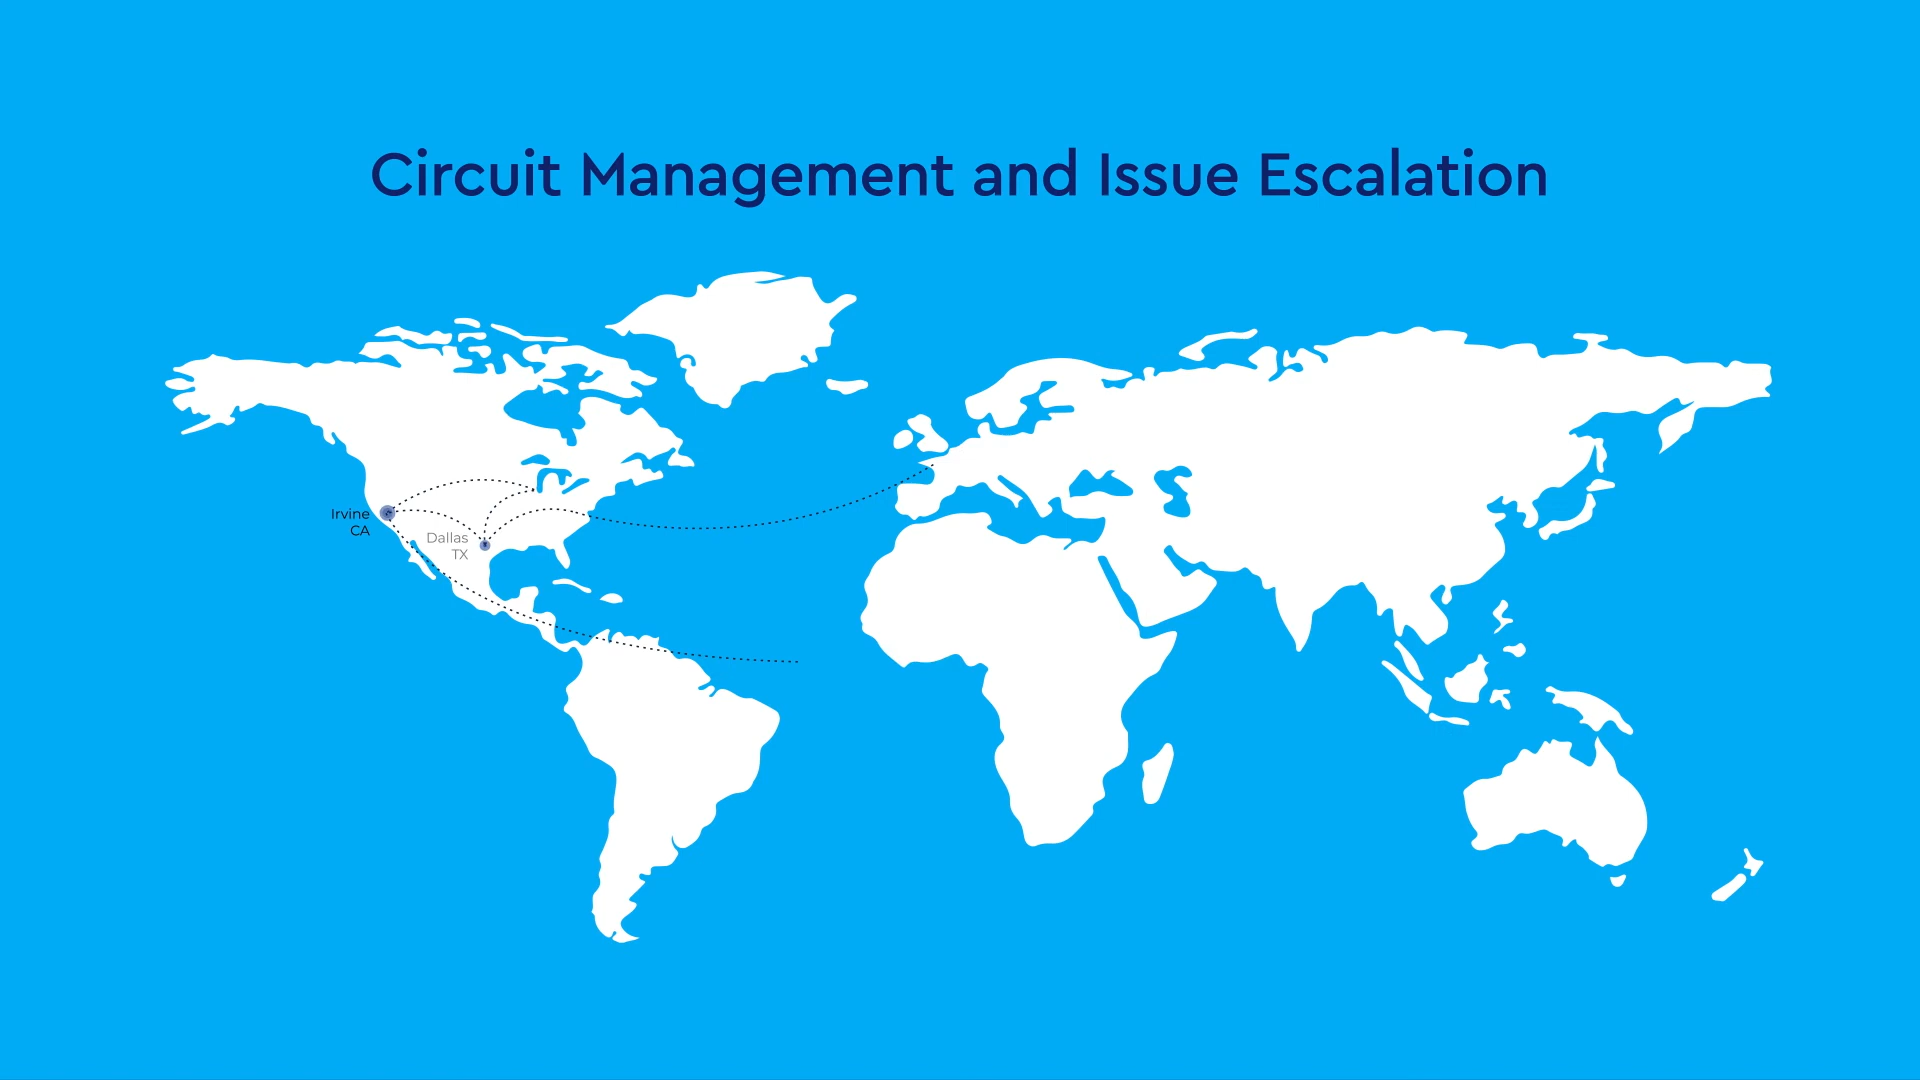 Circuit Management and Issue Escalation
Irvine
CA
Dallas
TX